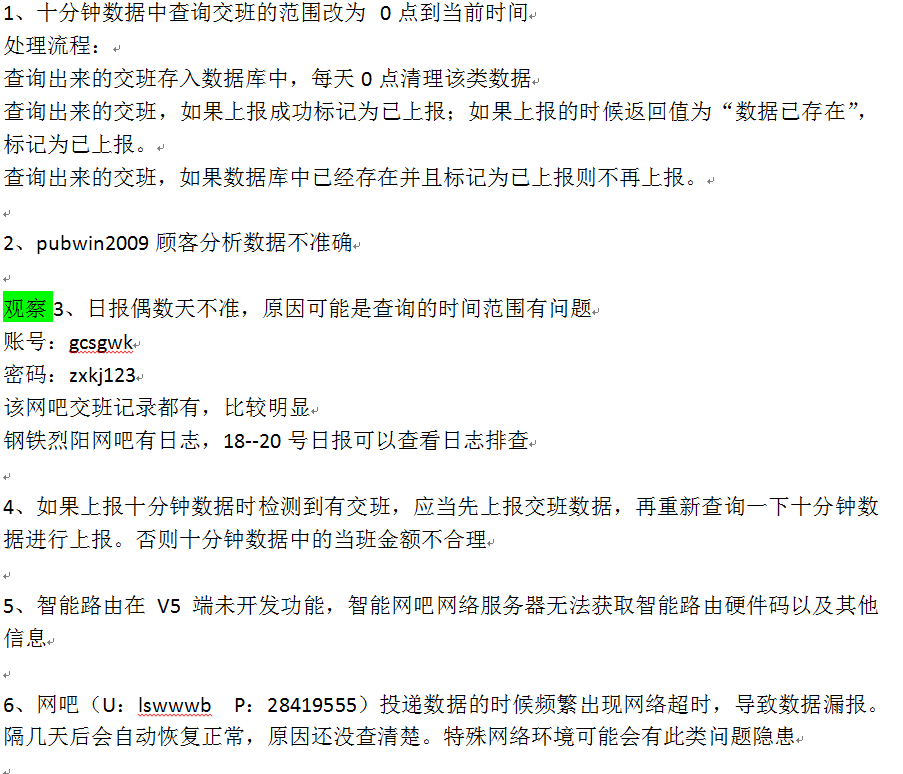 1、十分钟数据中查询交班的范围改为 0点到当前时间
处理流程：
查询出来的交班存入数据库中，每天0点清理该类数据
查询出来的交班，如果上报成功标记为已上报；如果上报的时候返回值为“数据已存在”，
标记为已上报。
查询出来的交班，如果数据库中已经存在并且标记为已上报则不再上报。
2、pubwin2009顾客分析数据不准确
观察3、日报偶数天不准，原因可能是查询的时间范围有问题
账号：gcsgwk
密码：zxkj123
该网吧交班记录都有，比较明显
钢铁烈阳网吧有日志，18--20号日报可以查看日志排查
4、如果上报十分钟数据时检测到有交班，应当先上报交班数据，再重新查询一下十分钟数
据进行上报。否则十分钟数据中的当班金额不合理
5、智能路由在 V5 端未开发功能，智能网吧网络服务器无法获取智能路由硬件码以及其他
信息
6、网吧（U：lswwwb P：28419555）投递数据的时候频繁出现网络超时，导致数据漏报。
隔几天后会自动恢复正常，原因还没查清楚。特殊网络环境可能会有此类问题隐患